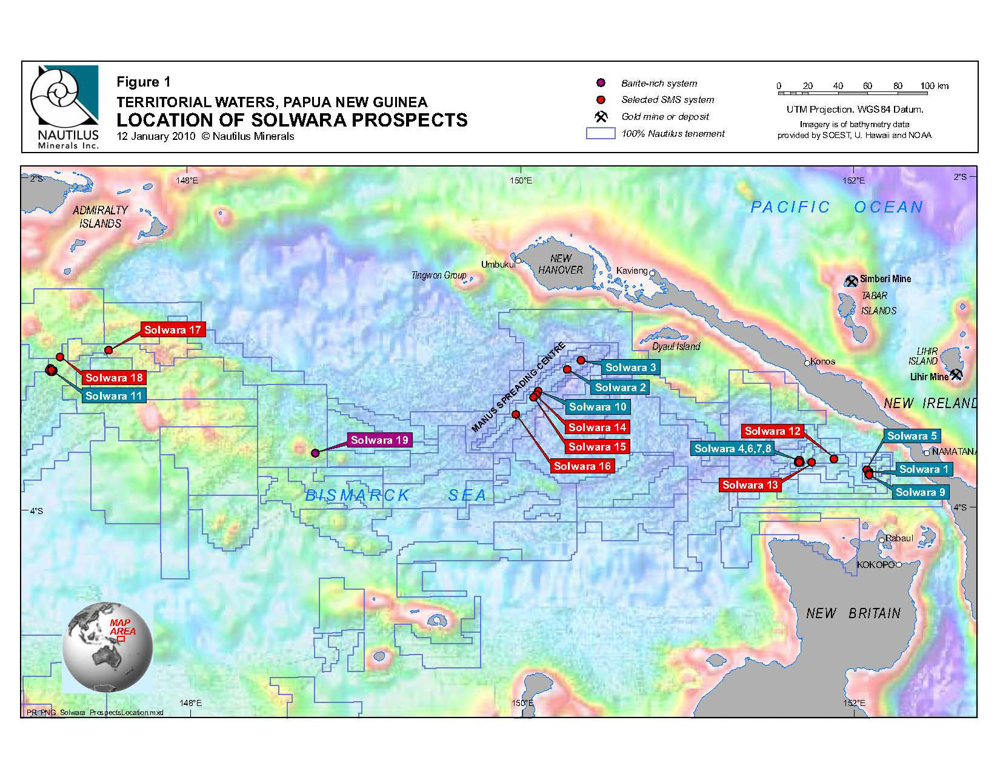 NAUTILUS
Minerals Inc.
Figure 1
TERRITORIAL WATERS, PAPUA NEW GUINEA
LOCATION OF SOLWARA PROSPECTS
12 January 2010 © Nautilus Minerals
Barite-rich system
Selected SMS system
Gold mine or deposit
100% Nautilus tenement
0 20 40 60 80 100 km
UTM Projection. WGS84 Datum.
Imagery is of bathymetry data
provided by SOEST, U. Hawaii and NOAA
2°S
148°E
150°E
152°E
2°S
PACIFIC OCEAN
ADMIRALTY
ISLANDS
Umbukul
NEW
HANOVER
Tingwon Group
Kavieng
Simberi Mine
TABAR
ISLANDS
Solwara 17
Dyaul Island
MANUS SPREADING CENTRE
LIHIR
ISLAND
Konos
Lihir Mine
Solwara 3
Solwara 18
Solwara 2
Solwara 11
Solwara 10
NEW IRELAND
Solwara 14
Solwara 12
Solwara 5
Solwara 19
Solwara 15
Solwara 4,6,7,8
NAMATANA
Solwara 16
Solwara 1
Solwara 13
Solwara 9
BISMARCK SEA
4°S
4°S
Rabaul
KOKOPO
NEW BRITAIN
MAP
AREA
148°E
150°E
152°E
PR_PNG_Solwara_ProspectsLocation.mxd